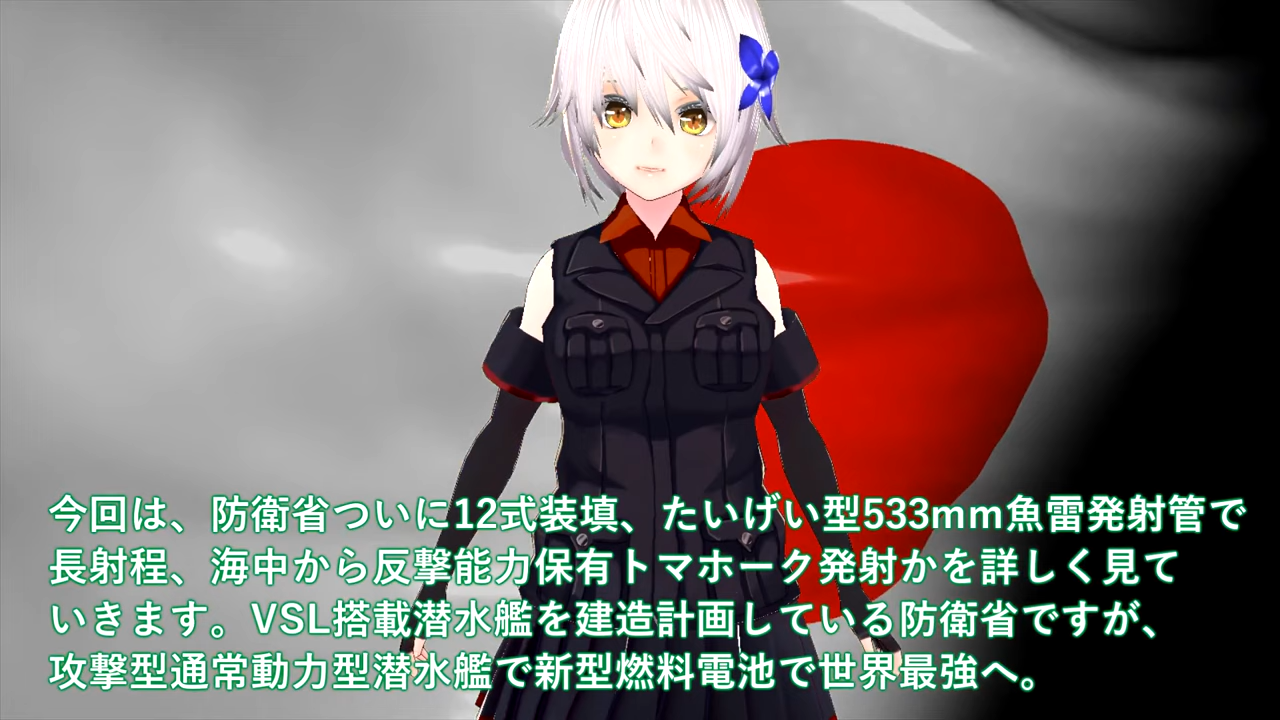 今回は、防衛省ついに12式装填、たいげい型533mm魚雷発射管で
長射程、海中から反撃能力保有トマホーク発射かを詳しく見て
いきます。VSL搭載潜水艦を建造計画している防衛省ですが、
攻撃型通常動力型潜水艦で新型燃料電池で世界最強へ。